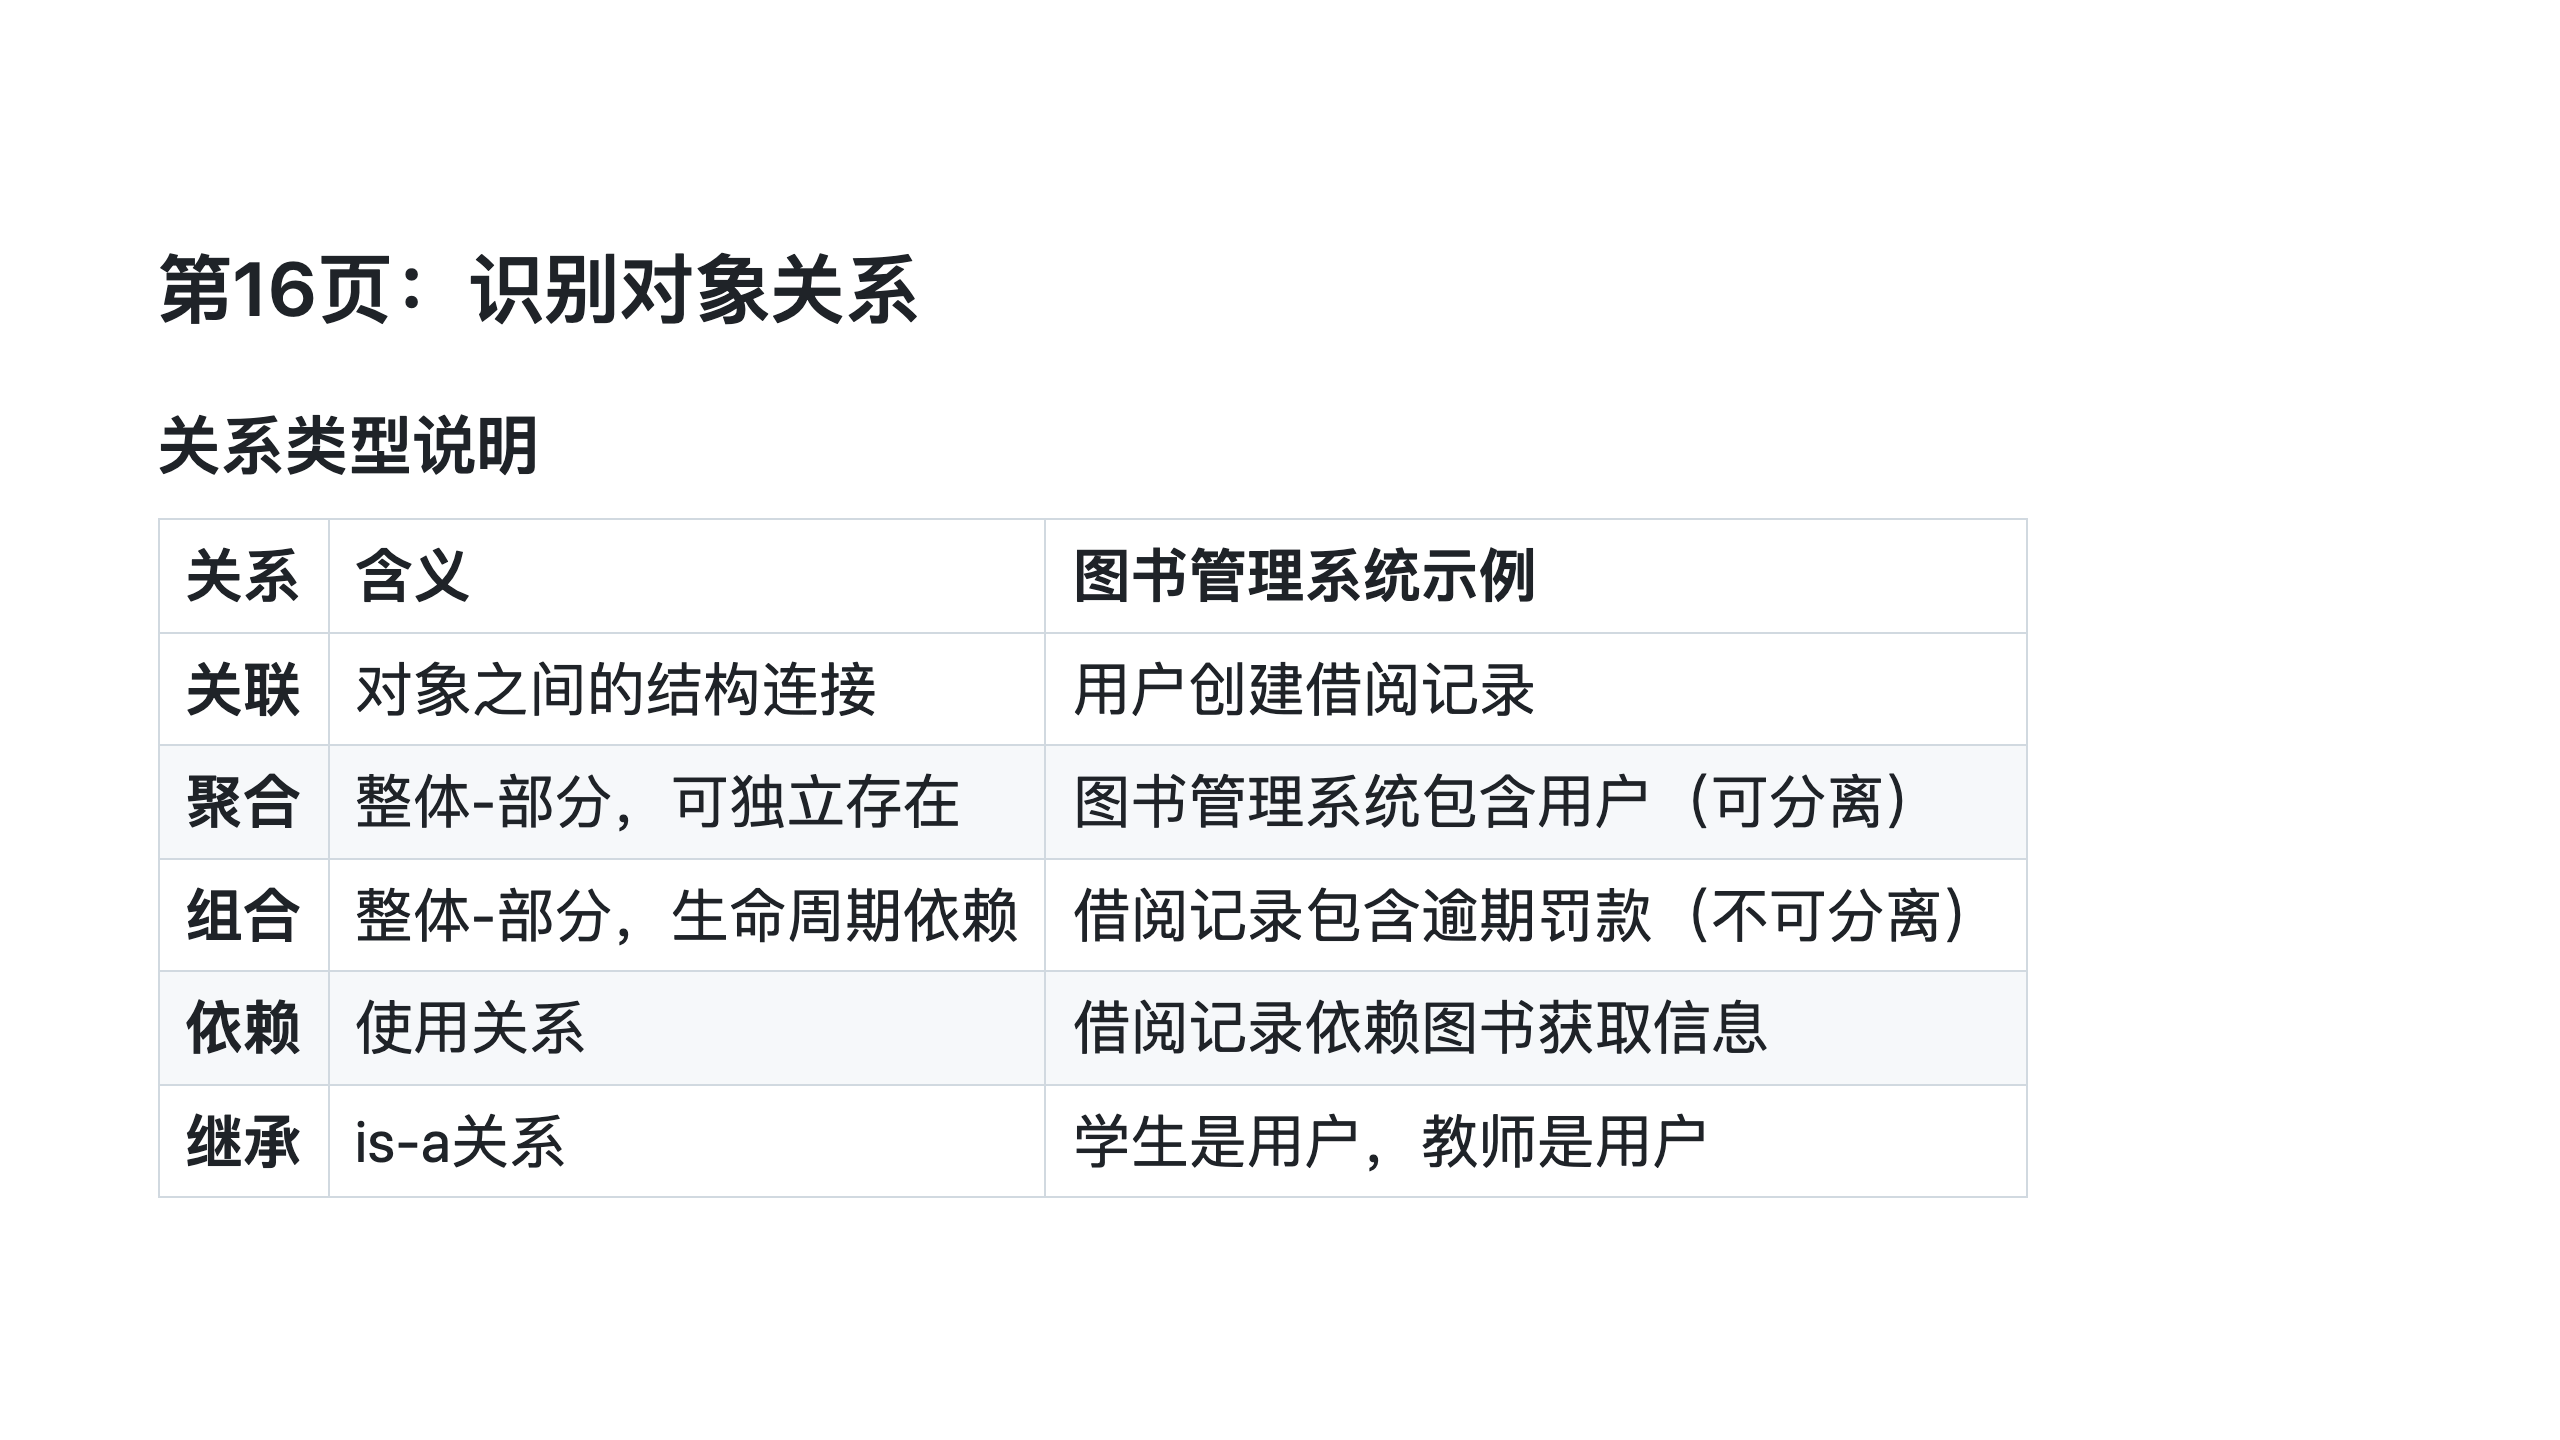 第16页：识别对象关系
关系类型说明
关系 含义 图书管理系统示例
关联 对象之间的结构连接 用户创建借阅记录
聚合 整体-部分，可独立存在 图书管理系统包含用户（可分离）
组合 整体-部分，生命周期依赖 借阅记录包含逾期罚款（不可分离）
依赖 使用关系 借阅记录依赖图书获取信息
继承 is-a关系 学生是用户，教师是用户